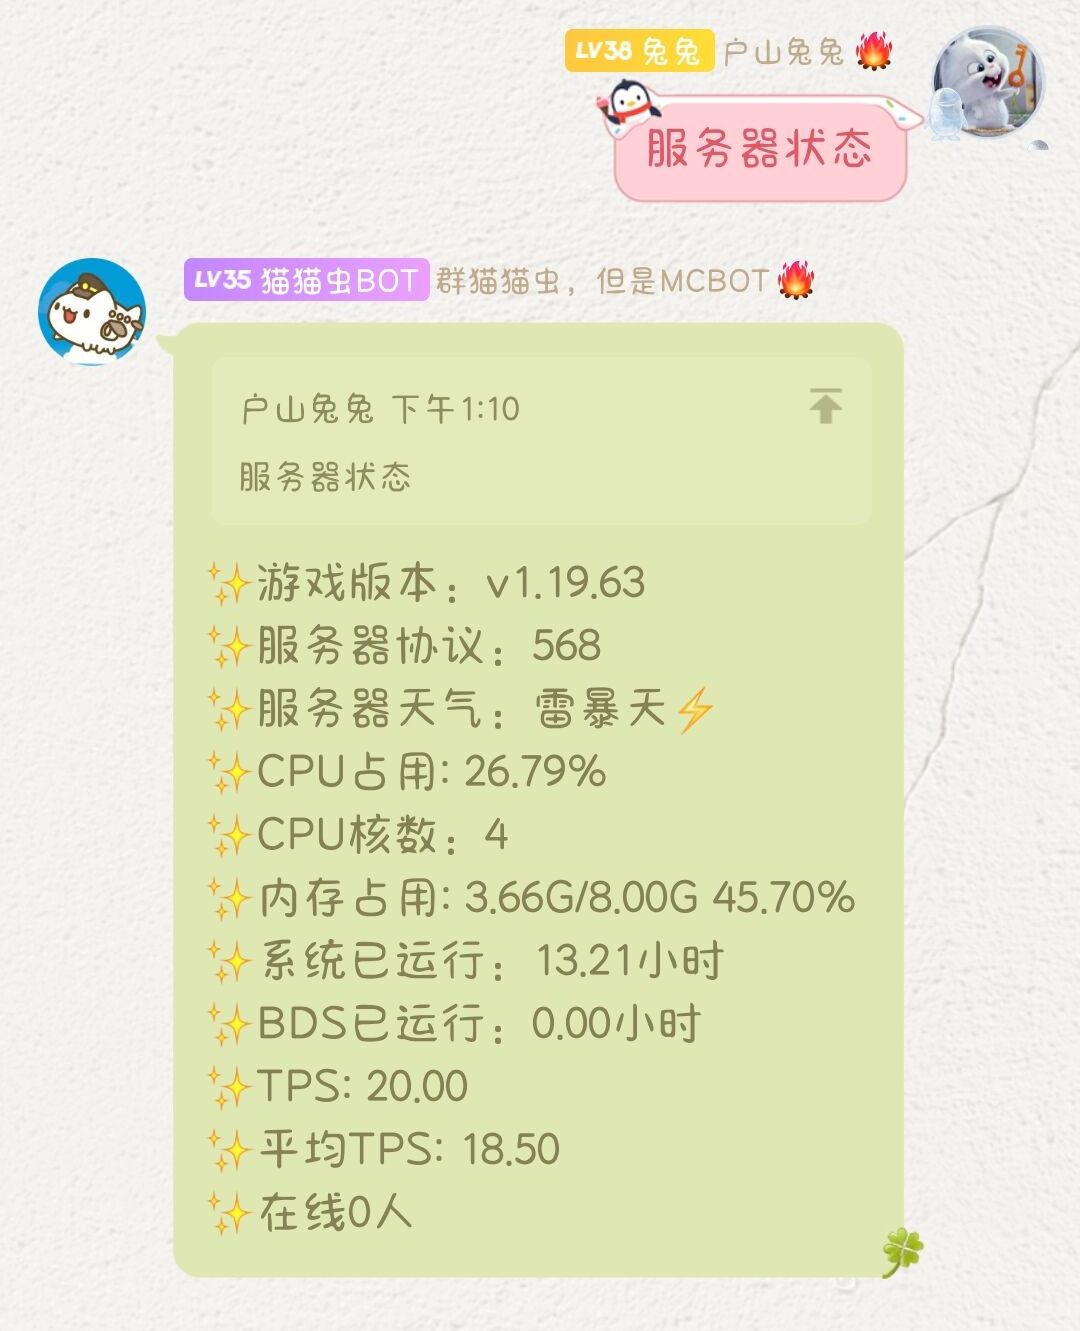 LV38 兔兔 户山兔兔🔥
服务器状态
LV35 猫猫虫BOT 群猫猫虫，但是MCBOT🔥
户山兔兔 下午1:10
服务器状态
✨游戏版本：v1.19.63
✨服务器协议：568
✨服务器天气：雷暴天⚡
✨CPU占用: 26.79%
✨CPU核数：4
✨内存占用: 3.66G/8.00G 45.70%
✨系统已运行：13.21小时
✨BDS已运行：0.00小时
✨TPS: 20.00
✨平均TPS: 18.50
✨在线0人